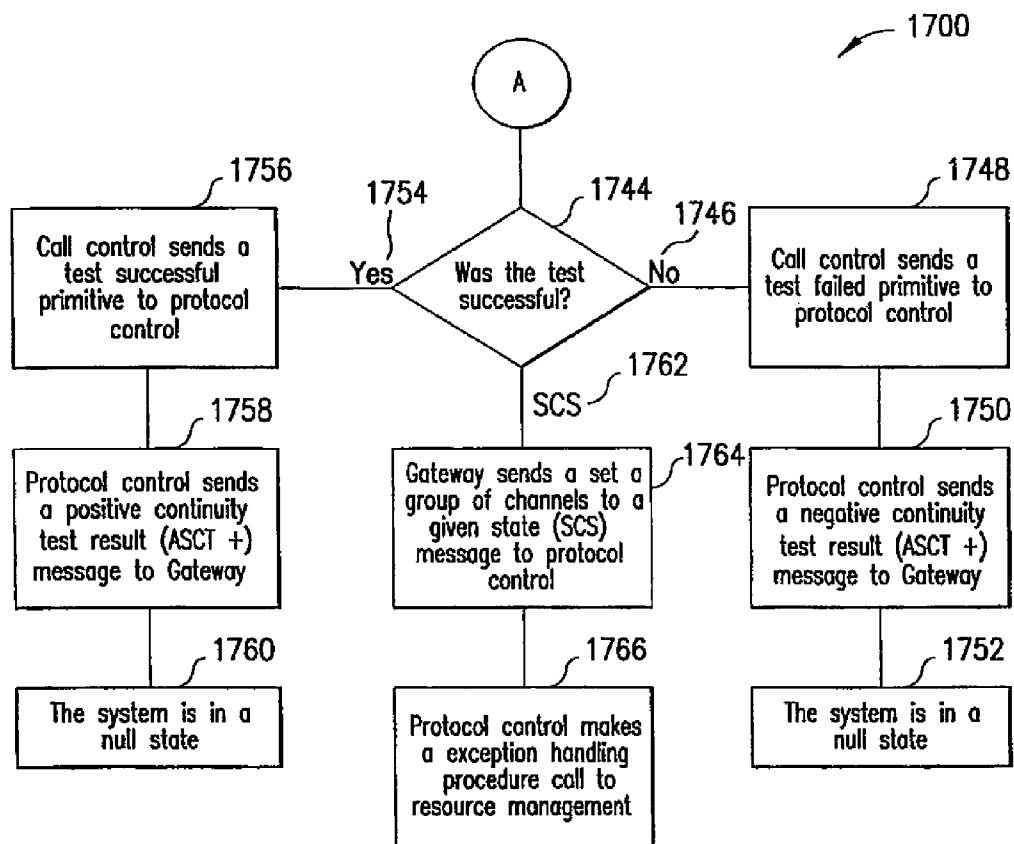 1700
A
1756
1754
1744
1746
1748
Call control sends a
test successful
primitive to protocol
control
Yes
Was the test
successful?
No
Call control sends a
test failed primitive to
protocol control
1762
SCS
1758
Protocol control sends
a positive continuity
test result (ASCT +)
message to Gateway
1764
Gateway sends a set a
group of channels to a
given state (SCS)
message to protocol
control
1750
Protocol control sends
a negative continuity
test result (ASCT +)
message to Gateway
1760
The system is in a
null state
1766
Protocol control makes
a exception handling
procedure call to
resource management
1752
The system is in a
null state